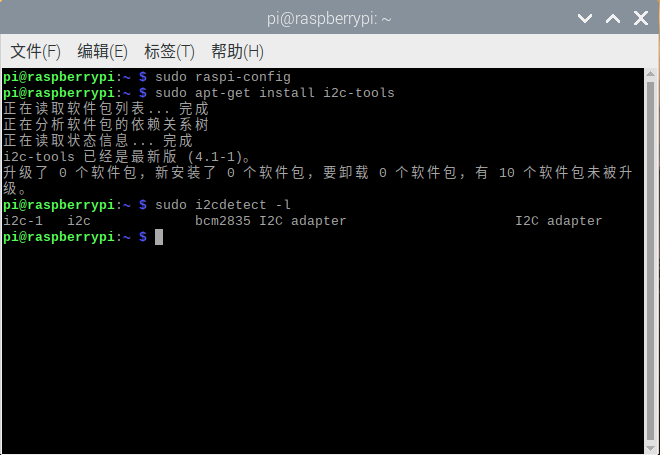 pi@raspberrypi: ~
文件(F) 编辑(E) 标签(T) 帮助(H)
pi@raspberrypi:~ $ sudo raspi-config
pi@raspberrypi:~ $ sudo apt-get install i2c-tools
正在读取软件包列表... 完成
正在分析软件包的依赖关系树
正在读取状态信息... 完成
i2c-tools 已经是最新版 (4.1-1)。
升级了 0 个软件包，新安装了 0 个软件包，要卸载 0 个软件包，有 10 个软件包未被升
级。
pi@raspberrypi:~ $ sudo i2cdetect -l
i2c-1 i2c bcm2835 I2C adapter I2C adapter
pi@raspberrypi:~ $